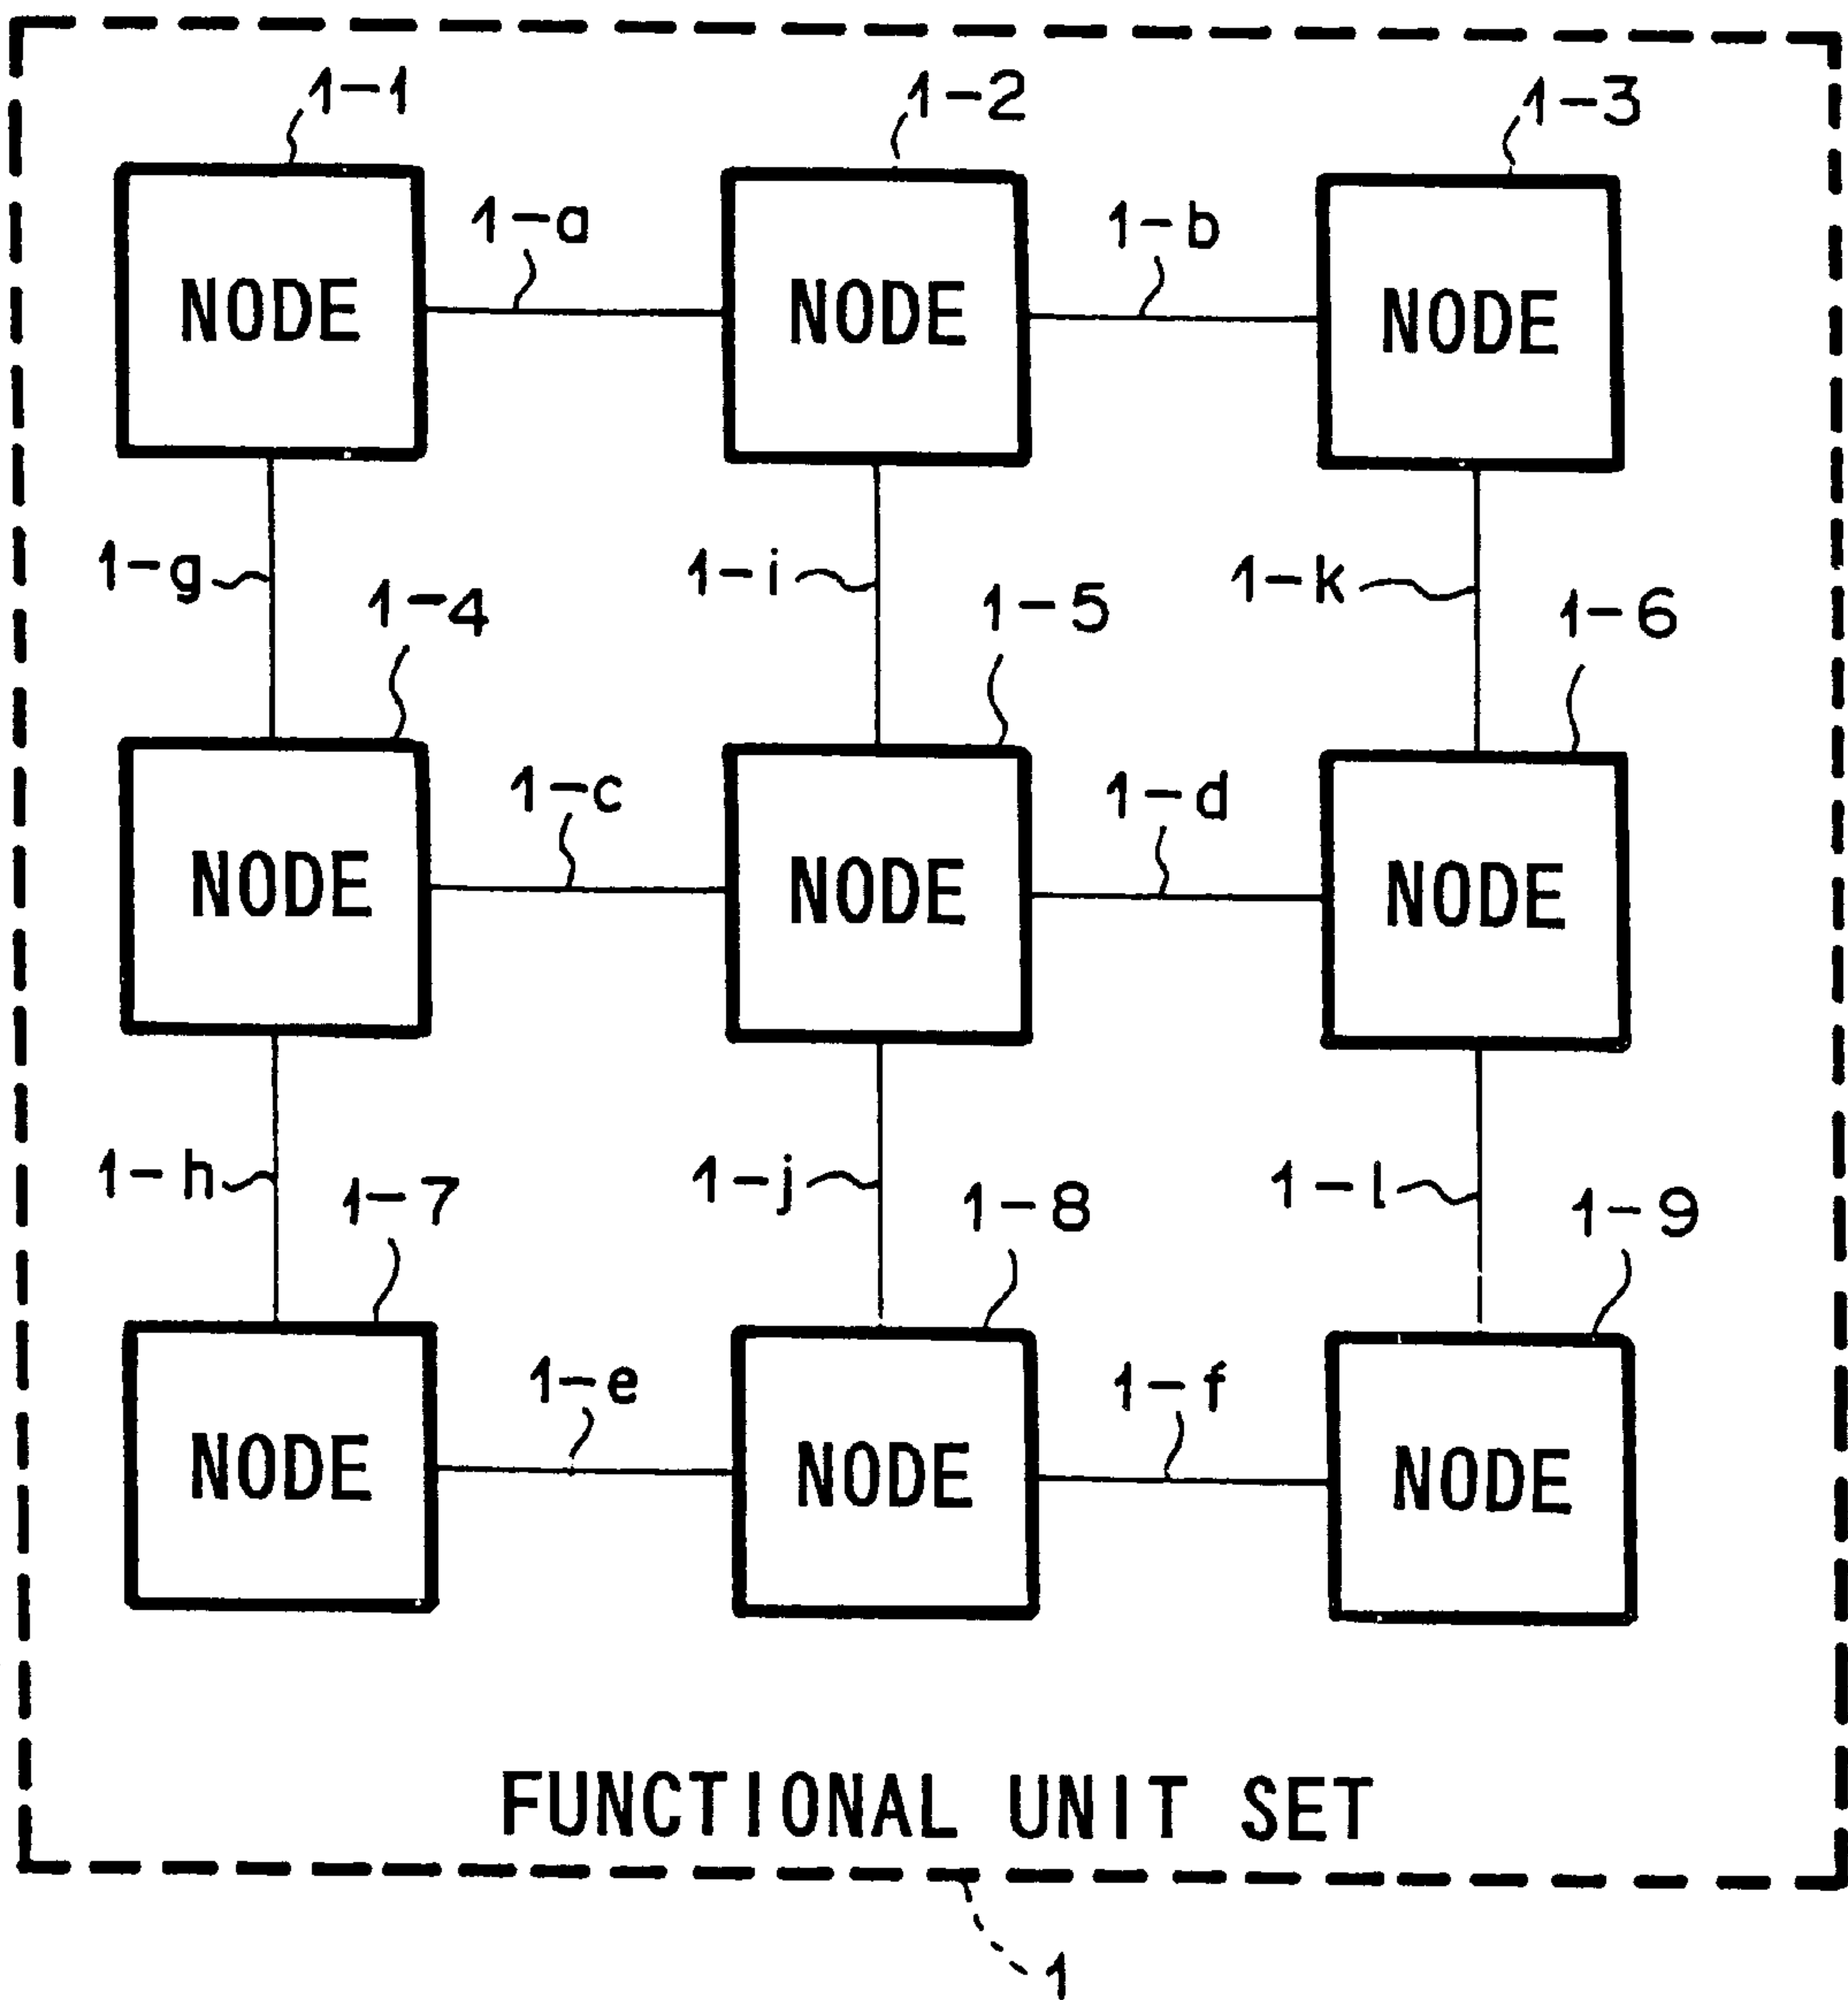 1-1
1-2
1-3
1-a
1-b
NODE
NODE
NODE
1-g
1-i
1-k
1-4
1-5
1-6
1-c
1-d
NODE
NODE
NODE
1-h
1-j
1-l
1-7
1-8
1-9
1-e
1-f
NODE
NODE
NODE
FUNCTIONAL UNIT SET
1